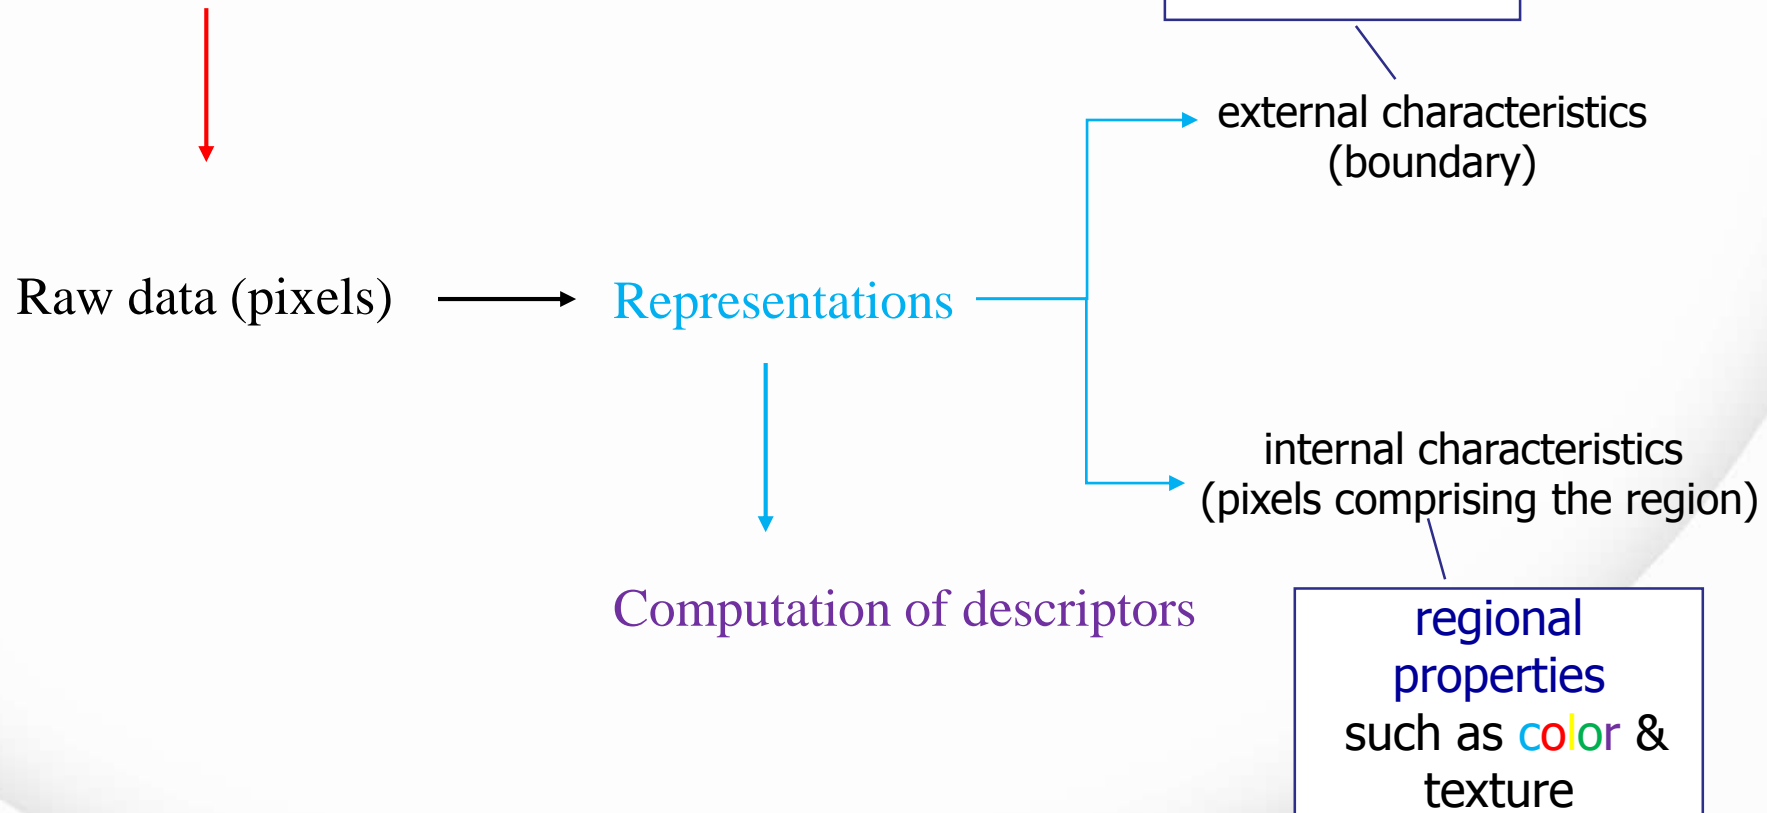 external characteristics
(boundary)
Raw data (pixels)
Representations
internal characteristics
(pixels comprising the region)
Computation of descriptors
regional
properties
such as color &
texture